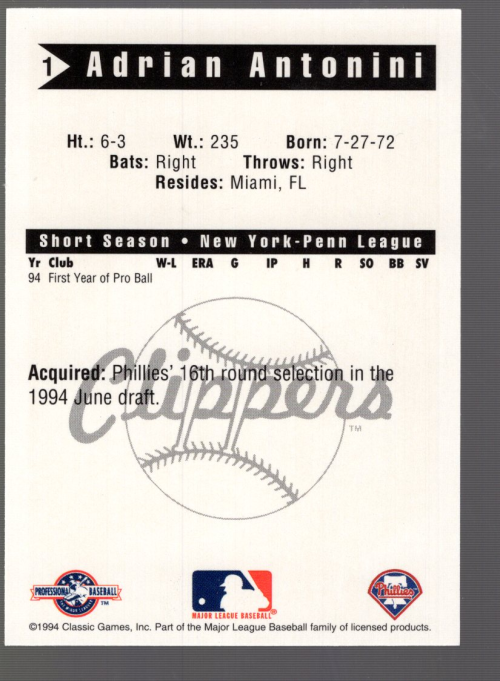 1 Adrian Antonini
Ht.: 6-3 Wt.: 235 Born: 7-27-72
Bats: Right Throws: Right
Resides: Miami, FL
Short Season • New York-Penn League
Yr Club W-L ERA G IP H R SO BB SV
94 First Year of Pro Ball
Clippers
TM
Acquired: Phillies' 16th round selection in the
1994 June draft.
PROFESSIONAL BASEBALL
TM
MAJOR LEAGUE BASEBALL®
Phillies
©1994 Classic Games, Inc. Part of the Major League Baseball family of licensed products.